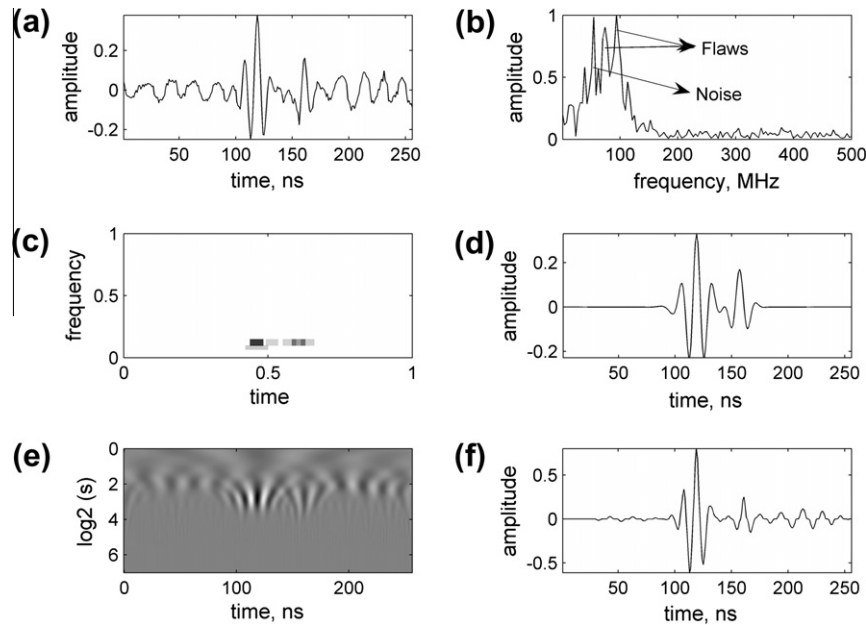 (a)
amplitude
0.2
0
-0.2
50 100 150 200 250
time, ns
(b)
amplitude
1
0.5
0
Flaws
Noise
100 200 300 400 500
frequency, MHz
(c)
frequency
1
0.5
0
0 0.5 1
time
(d)
amplitude
0.2
0
-0.2
50 100 150 200 250
time, ns
(e)
log2 (s)
0
2
4
6
0 100 200
time, ns
(f)
amplitude
0.5
0
-0.5
50 100 150 200 250
time, ns